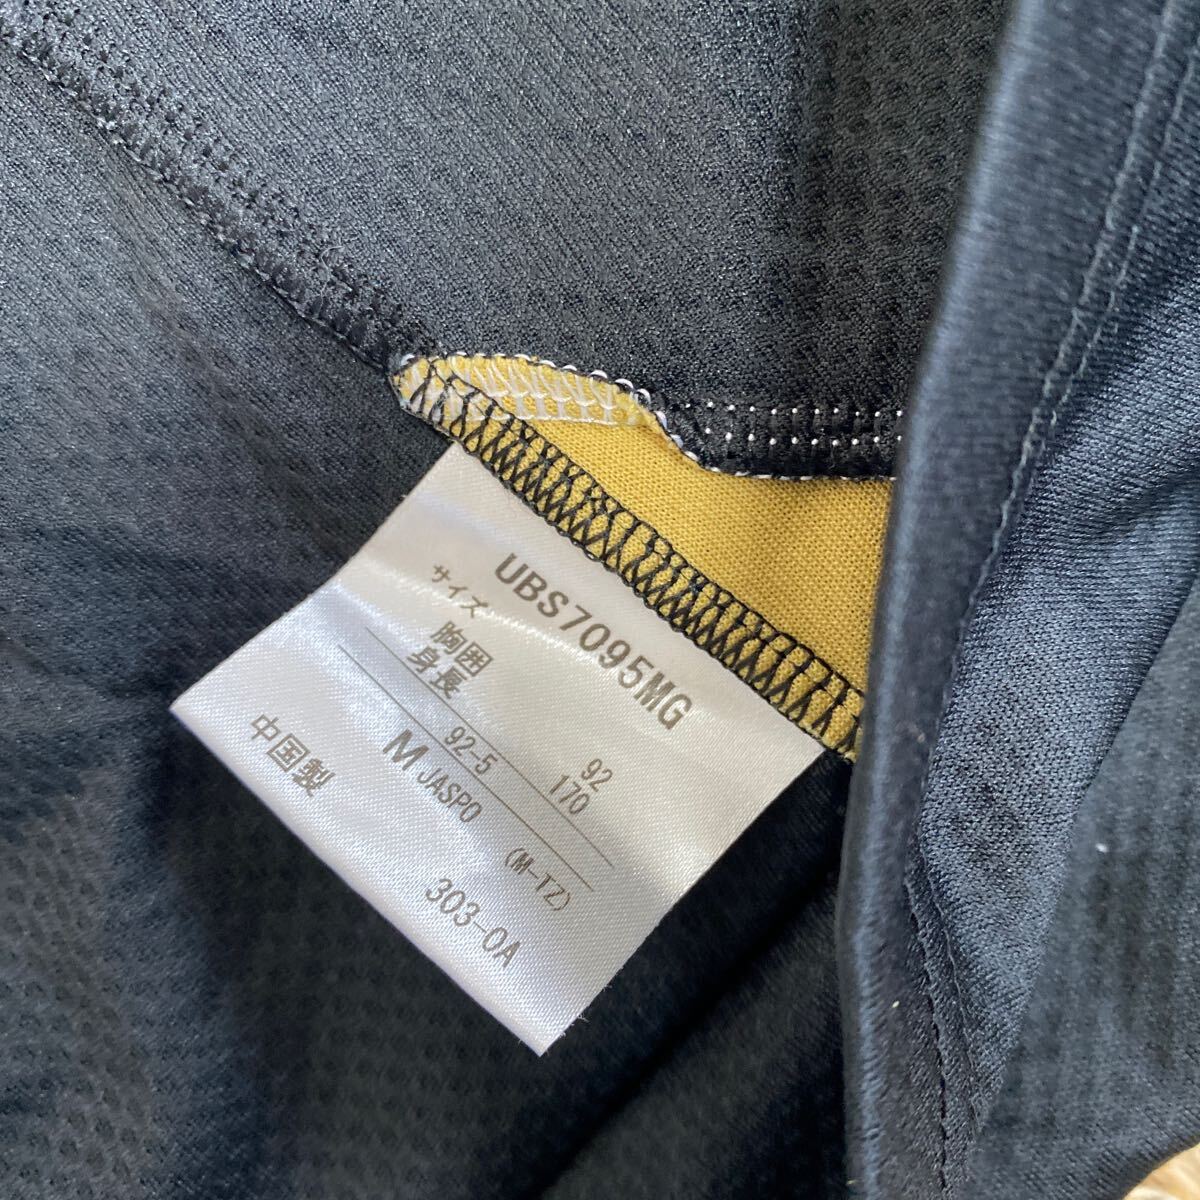 UBS7095MG
サイズ
胸囲 92
身長 170
92-5
M JASPO (M-TZ)
中国製 303-0A